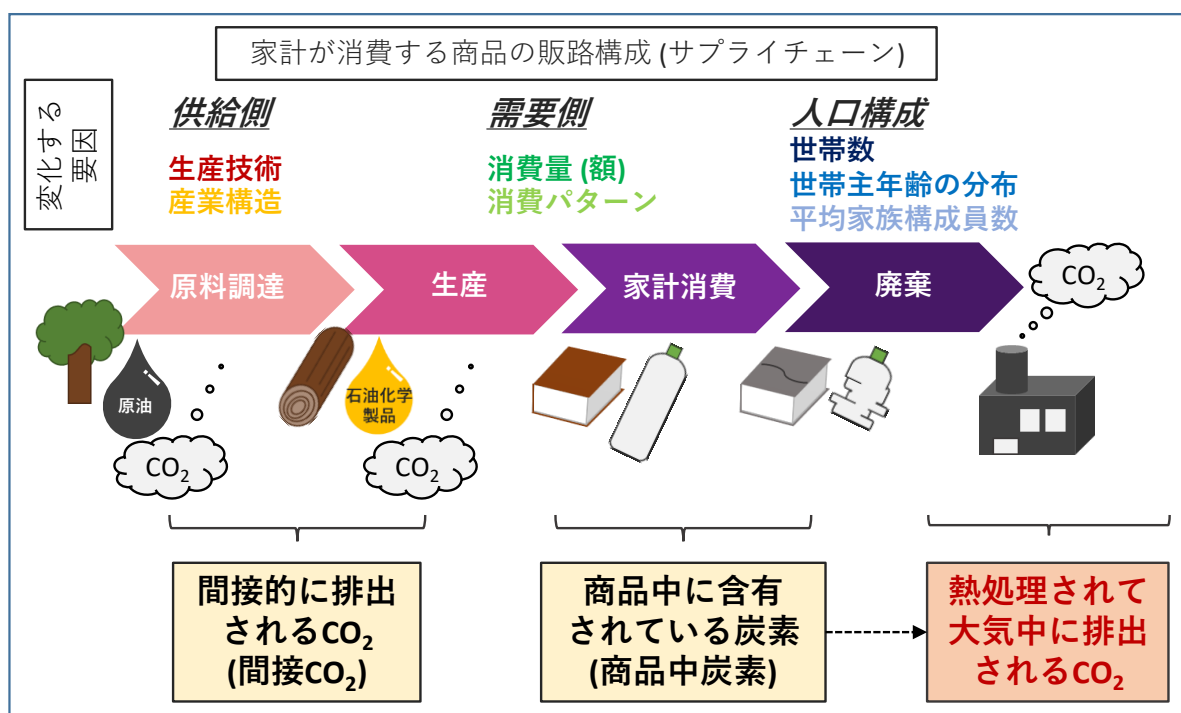 家計が消費する商品の販路構成 (サプライチェーン)
変化する
要因
供給側
生産技術
産業構造
需要側
消費量 (額)
消費パターン
人口構成
世帯数
世帯主年齢の分布
平均家族構成員数
原料調達
生産
家計消費
廃棄
CO₂
原油
石油化学
製品
CO₂
CO₂
間接的に排出
されるCO₂
(間接CO₂)
商品中に含有
されている炭素
(商品中炭素)
熱処理されて
大気中に排出
されるCO₂